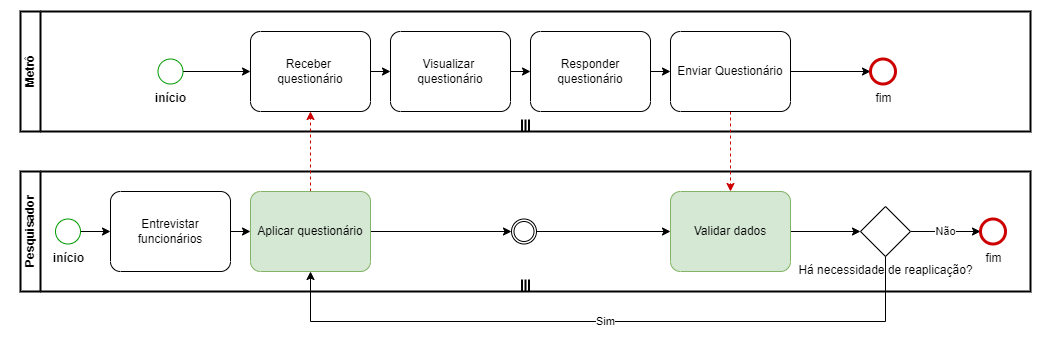 Metrô
início
Receber
questionário
Visualizar
questionário
Responder
questionário
Enviar Questionário
fim
Pesquisador
início
Entrevistar
funcionários
Aplicar questionário
Validar dados
Há necessidade de reaplicação?
Não
fim
Sim